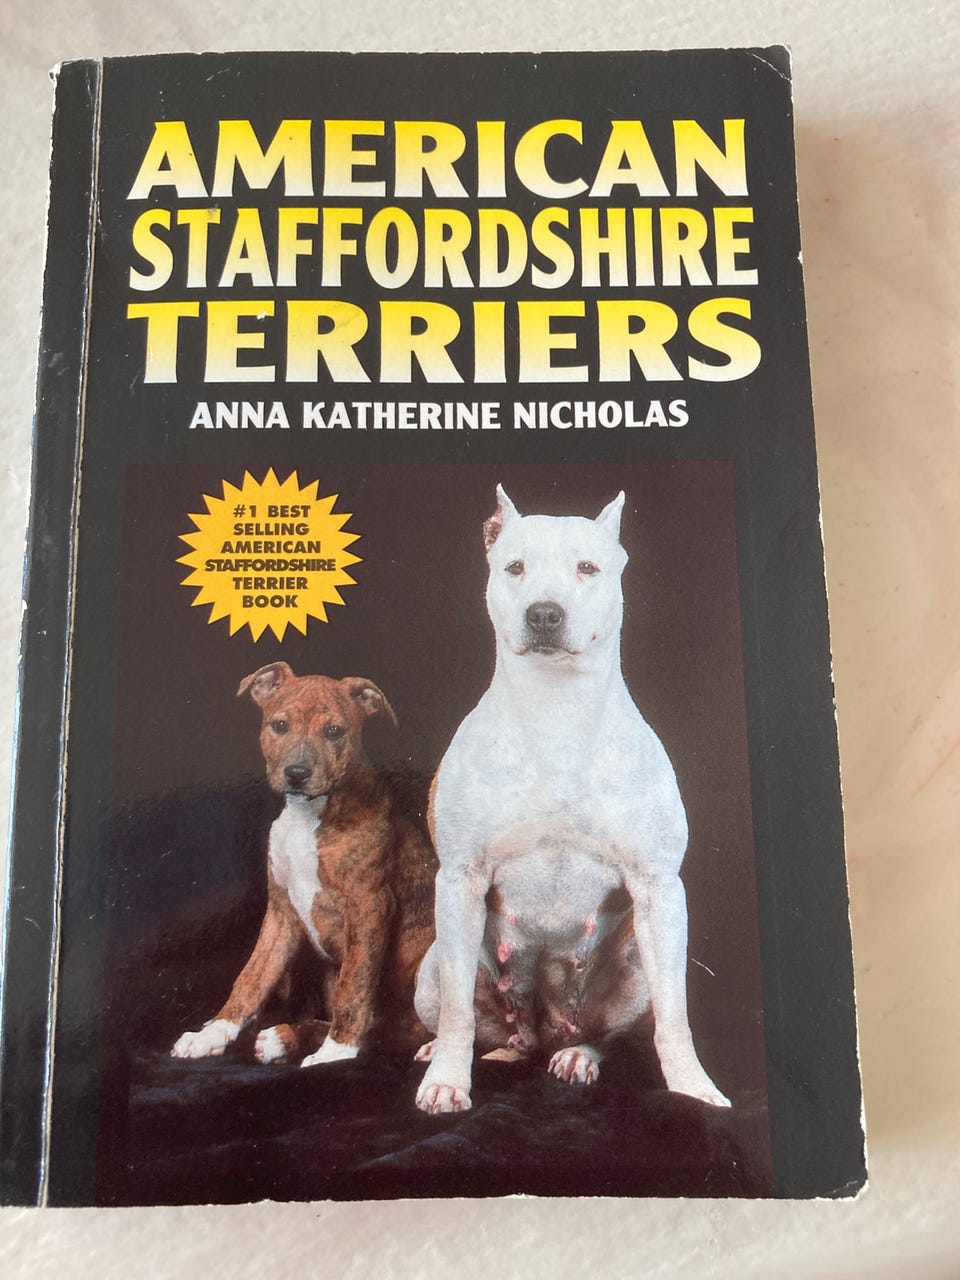 AMERICAN
STAFFORDSHIRE
TERRIERS
ANNA KATHERINE NICHOLAS
#1 BEST
SELLING
AMERICAN
STAFFORDSHIRE
TERRIER
BOOK